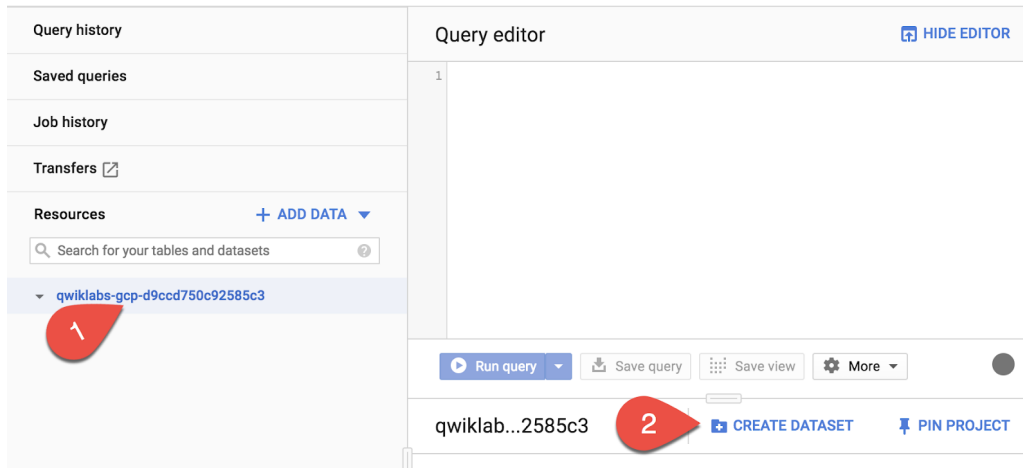 Query history
Saved queries
Job history
Transfers
Resources
ADD DATA
Search for your tables and datasets
?
qwiklabs-gcp-d9ccd750c92585c3
1
Query editor
HIDE EDITOR
1
Run query
Save query
Save view
More
qwiklab...2585c3
2
CREATE DATASET
PIN PROJECT